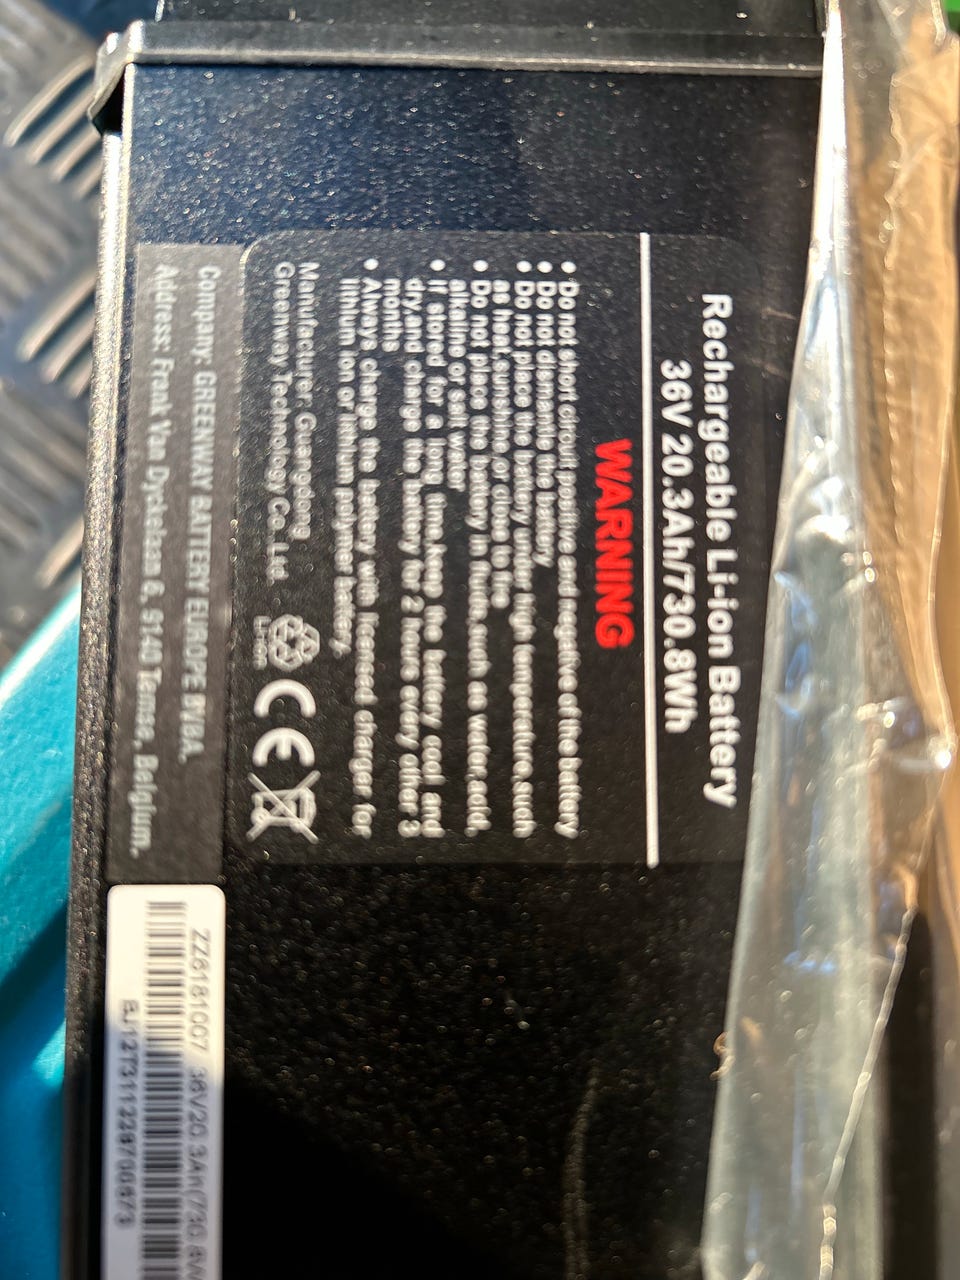 Rechargeable Li-ion Battery
36V 20.3Ah/730.8Wh
WARNING
• Do not short circuit positive and negative of the battery
• Do not dismantle the battery
• Do not place the battery under high temperature,such
as heat,sunshine,or close to fire
• Do not place the battery in fluids,such as water,acid,
alkaline or salt water
• If stored for a long time,keep the battery cool and
dry,and charge the battery for 2 hours every other 3
months
• Always charge the battery with licensed charger for
lithium ion or lithium polymer battery.
Manufacturer: Guangdong
Greenway Technology Co.,Ltd.
Li-ion
CE
Company: GREENWAY BATTERY EUROPE BVBA.
Address: Frank Van Dyckelaan 6, 9140 Temse, Belgium.
ZZ6181007 36V/20.3Ah/730.8W